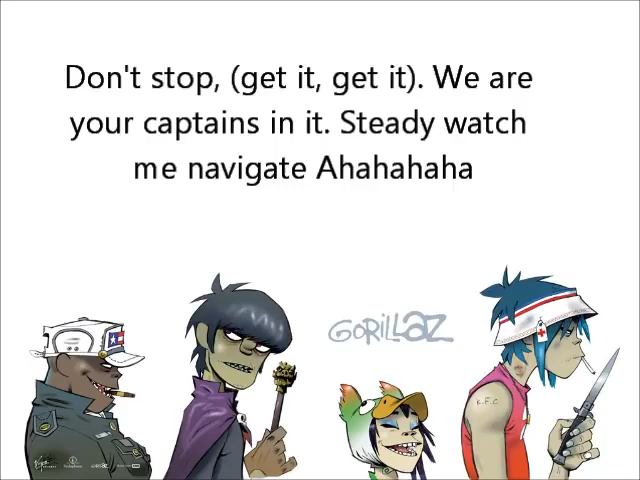 Don't stop, (get it, get it). We are
your captains in it. Steady watch
me navigate Ahahahaha
GORILLAZ
K.F.C